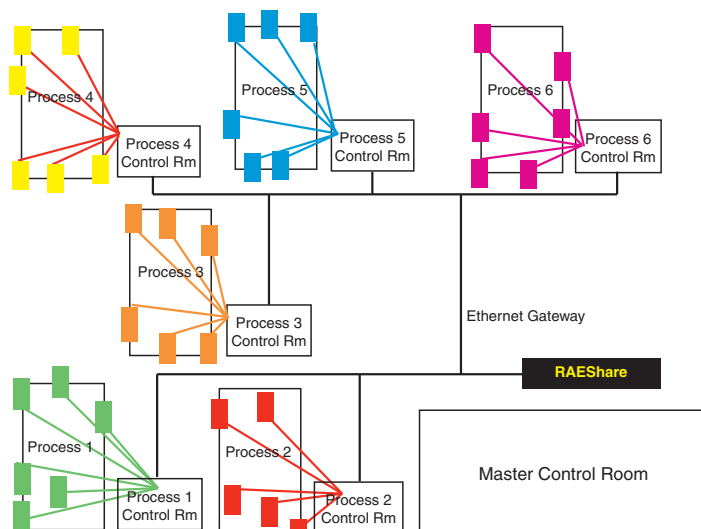 Process 4
Process 4
Control Rm
Process
5
Process 5
Control Rm
Process
6
Process 6
Control Rm
Process 3
Process 3
Control Rm
Ethernet Gateway
RAEShare
Process 1
Process 1
Control Rm
Process
2
Process 2
Control Rm
Master Control Room